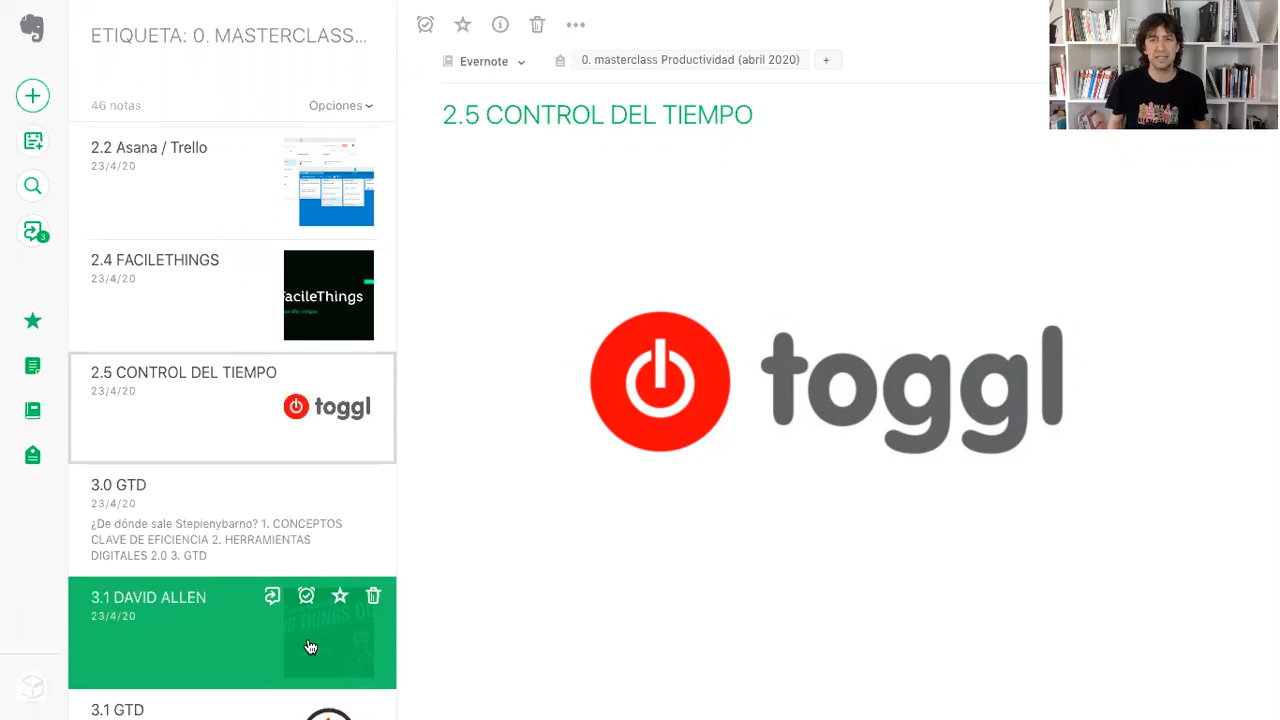 ETIQUETA: 0. MASTERCLASS...
46 notas
Opciones
2.2 Asana / Trello
23/4/20
2.4 FACILETHINGS
23/4/20
FacileThings
2.5 CONTROL DEL TIEMPO
23/4/20
toggl
3.0 GTD
23/4/20
¿De dónde sale Stepienybarno? 1. CONCEPTOS
CLAVE DE EFICIENCIA 2. HERRAMIENTAS
DIGITALES 2.0 3. GTD
3.1 DAVID ALLEN
23/4/20
3.1 GTD
3
Evernote
0. masterclass Productividad (abril 2020)
+
2.5 CONTROL DEL TIEMPO
toggl